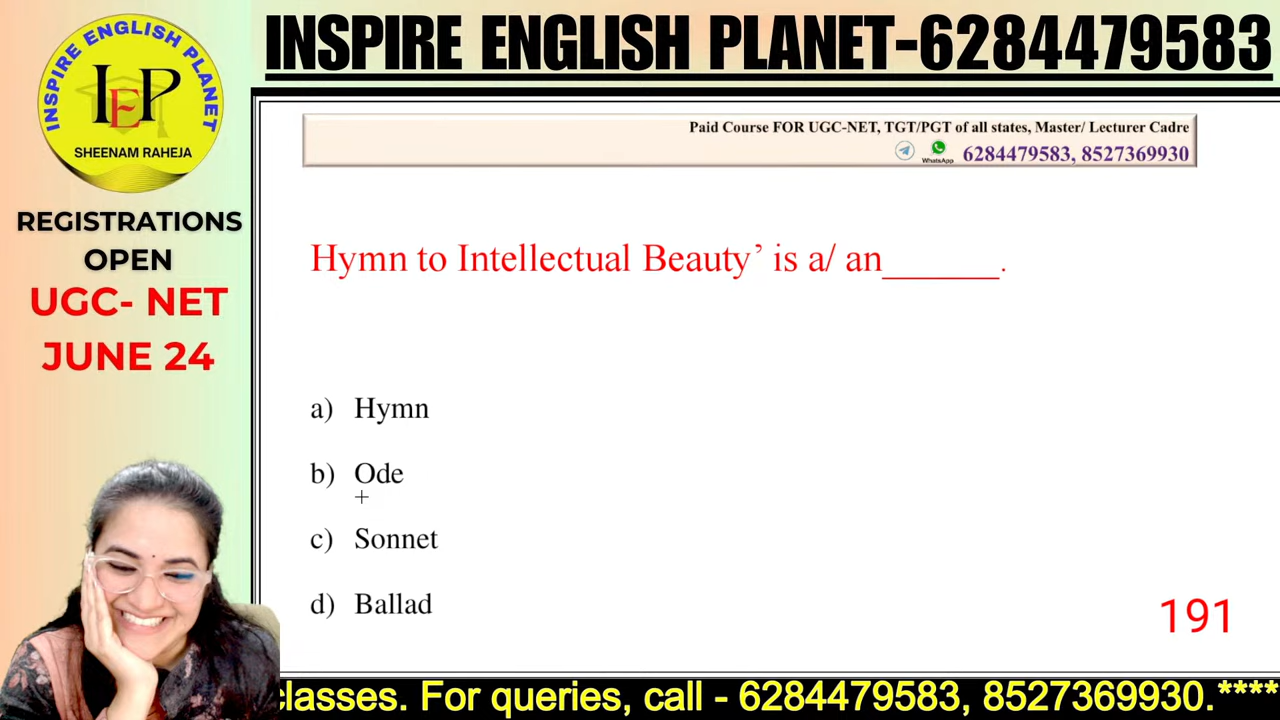 INSPIRE ENGLISH PLANET
IEP
SHEENAM RAHEJA
REGISTRATIONS
OPEN
UGC- NET
JUNE 24
INSPIRE ENGLISH PLANET-6284479583
Paid Course FOR UGC-NET, TGT/PGT of all states, Master/ Lecturer Cadre
WhatsApp 6284479583, 8527369930
Hymn to Intellectual Beauty’ is a/ an______.
a) Hymn
b) Ode
c) Sonnet
d) Ballad
191
classes. For queries, call - 6284479583, 8527369930.****